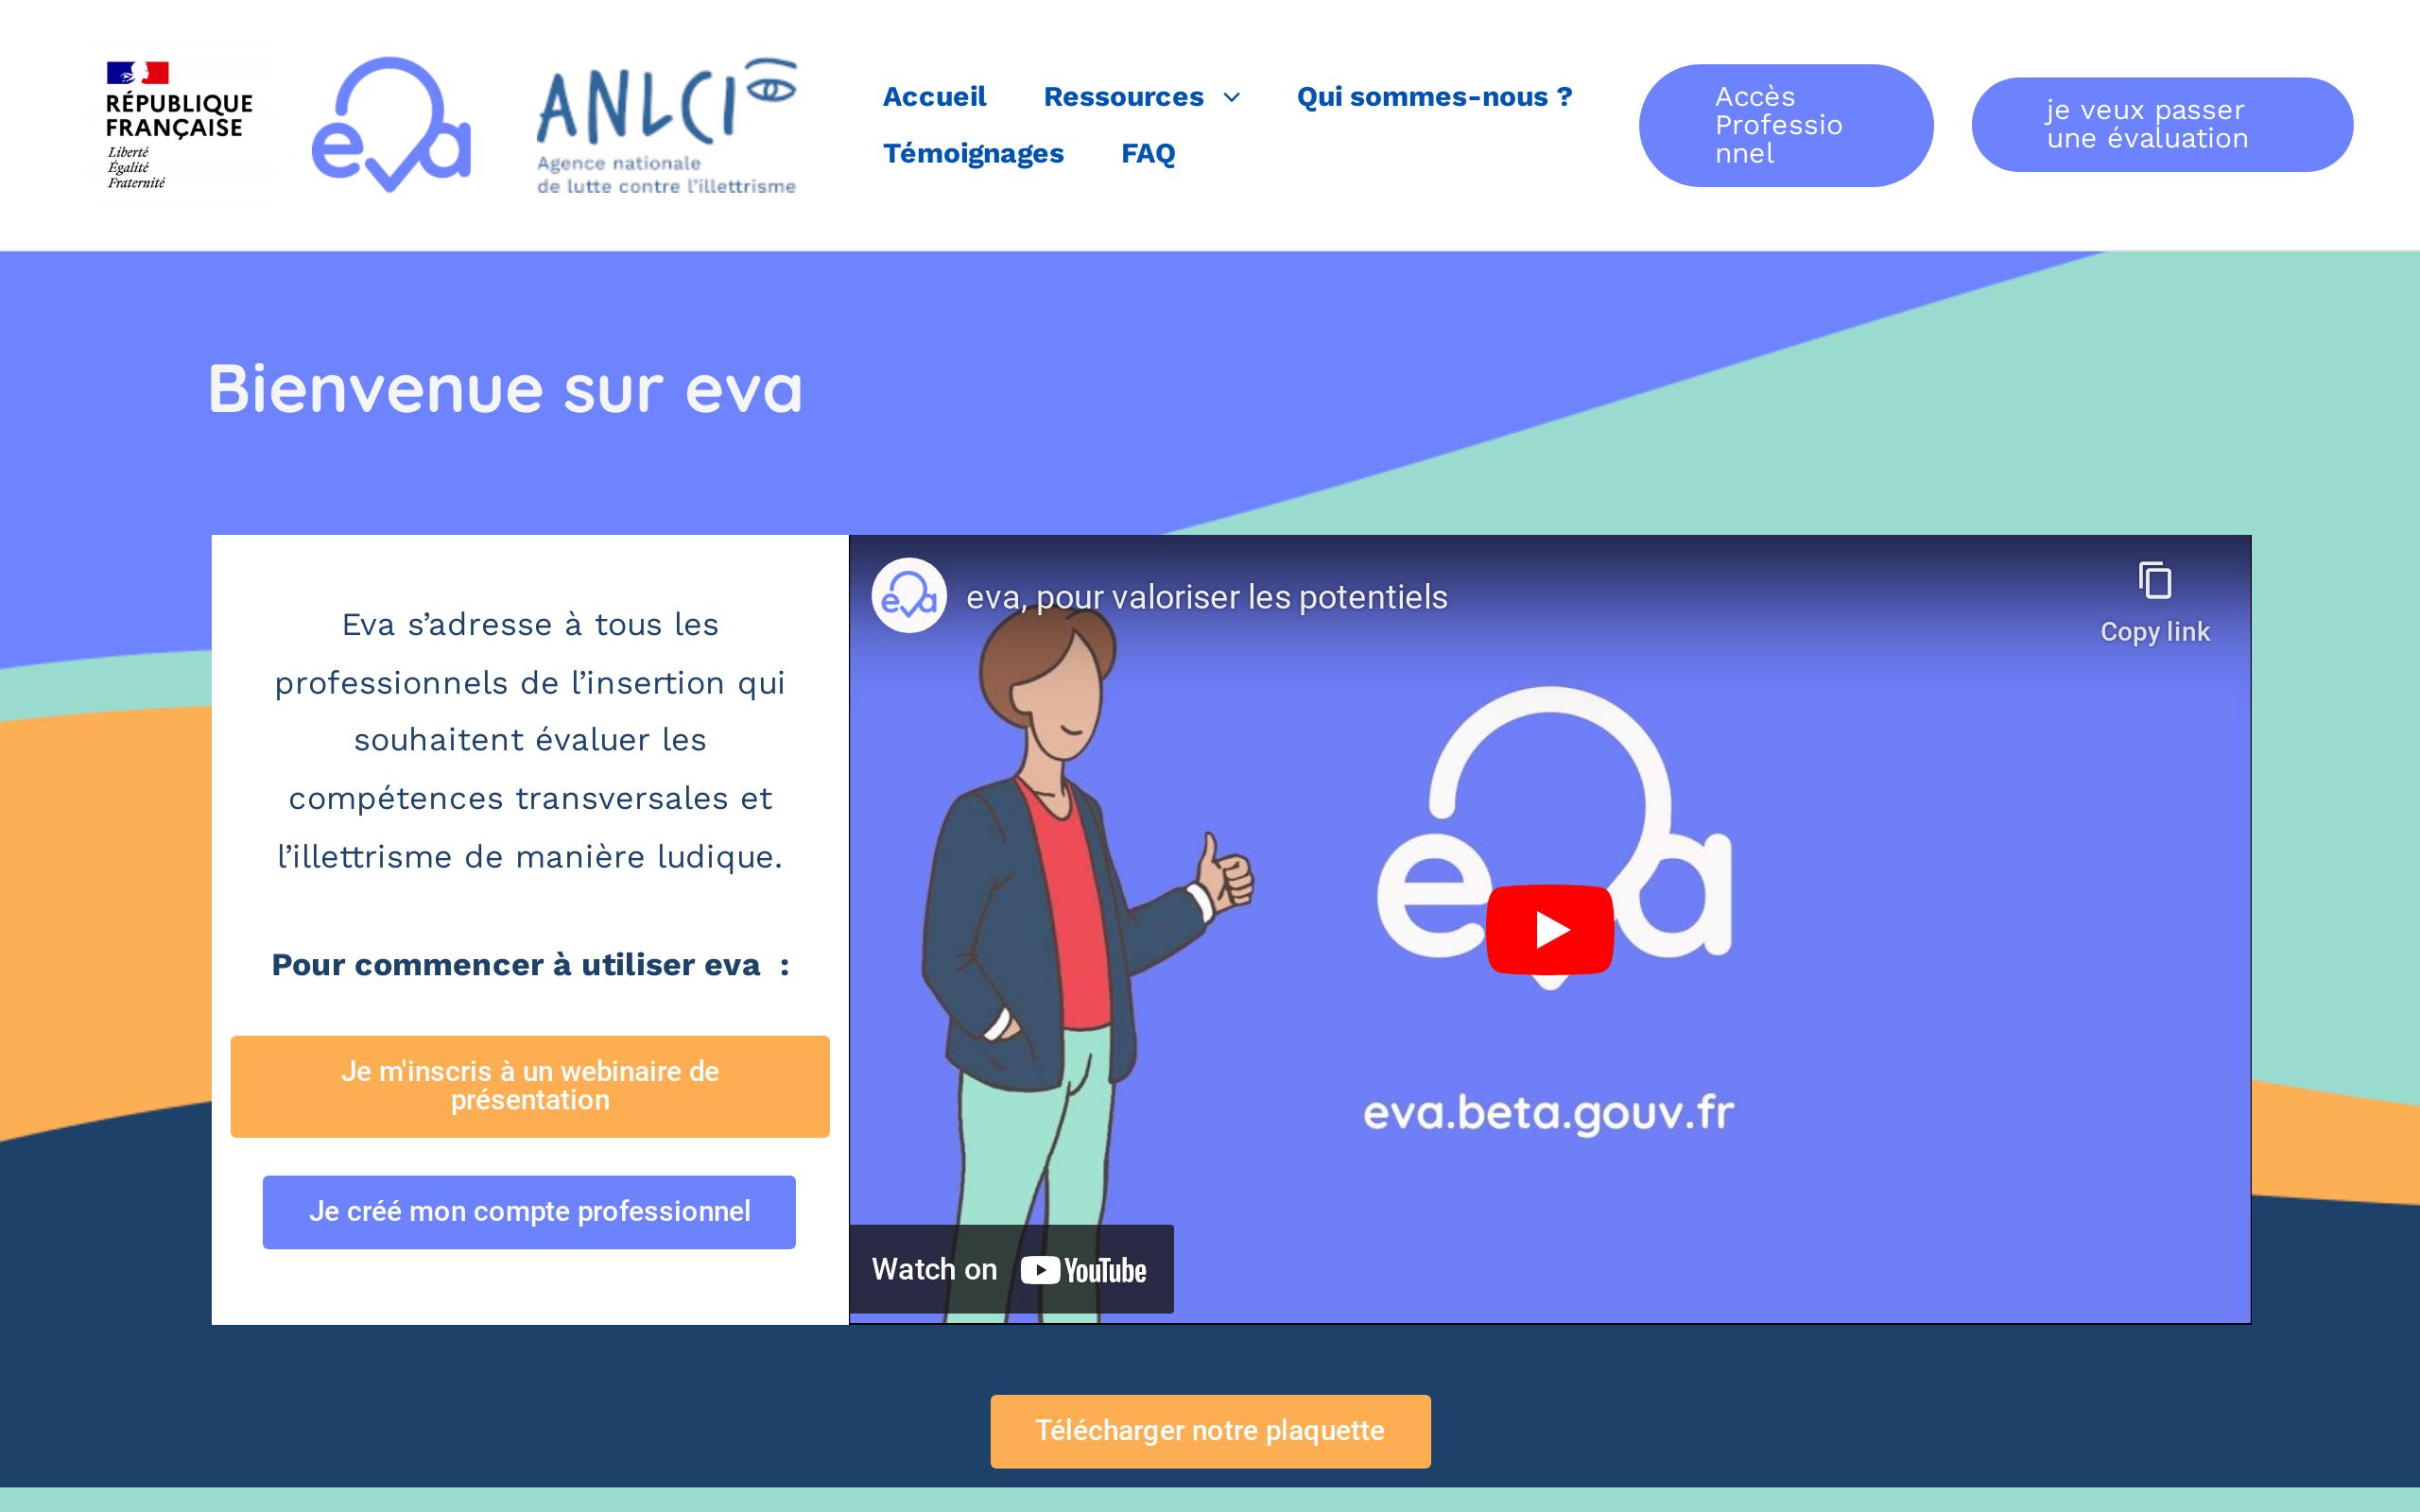 RÉPUBLIQUE
FRANÇAISE
Liberté
Égalité
Fraternité
eva
ANLCI
Agence nationale
de lutte contre l'illettrisme
Accueil
Ressources
Qui sommes-nous ?
Témoignages
FAQ
Accès
Professio
nnel
je veux passer
une évaluation
Bienvenue sur eva
Eva s’adresse à tous les
professionnels de l’insertion qui
souhaitent évaluer les
compétences transversales et
l’illettrisme de manière ludique.
Pour commencer à utiliser eva :
Je m'inscris à un webinaire de
présentation
Je créé mon compte professionnel
eva
eva, pour valoriser les potentiels
Copy link
eva
eva.beta.gouv.fr
Watch on YouTube
Télécharger notre plaquette